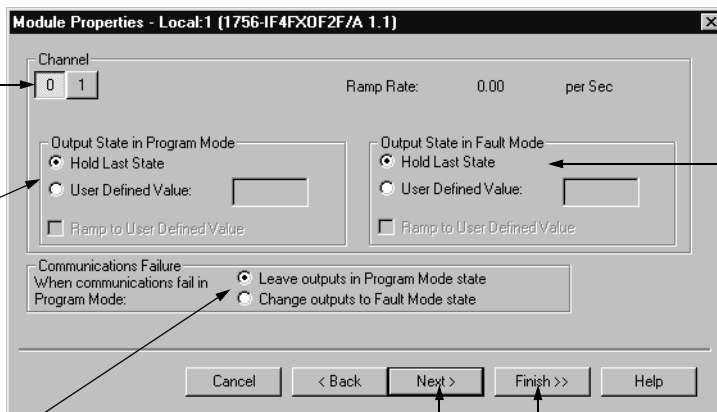 Module Properties - Local:1 (1756-IF4FXOF2F/A 1.1)
Channel
0 1
Ramp Rate: 0.00 per Sec
Output State in Program Mode
Hold Last State
User Defined Value:
Ramp to User Defined Value
Output State in Fault Mode
Hold Last State
User Defined Value:
Ramp to User Defined Value
Communications Failure
When communications fail in
Program Mode:
Leave outputs in Program Mode state
Change outputs to Fault Mode state
Cancel
< Back
Next >
Finish >>
Help